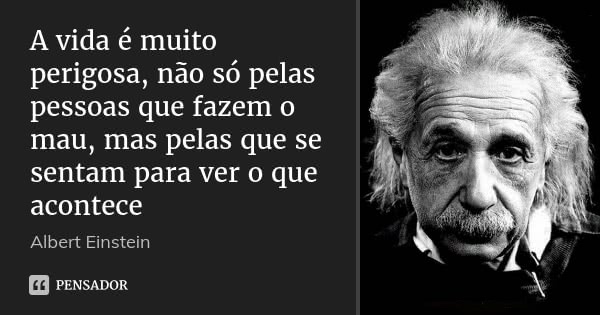 A vida é muito
perigosa, não só pelas
pessoas que fazem o
mau, mas pelas que se
sentam para ver o que
acontece
Albert Einstein
PENSADOR